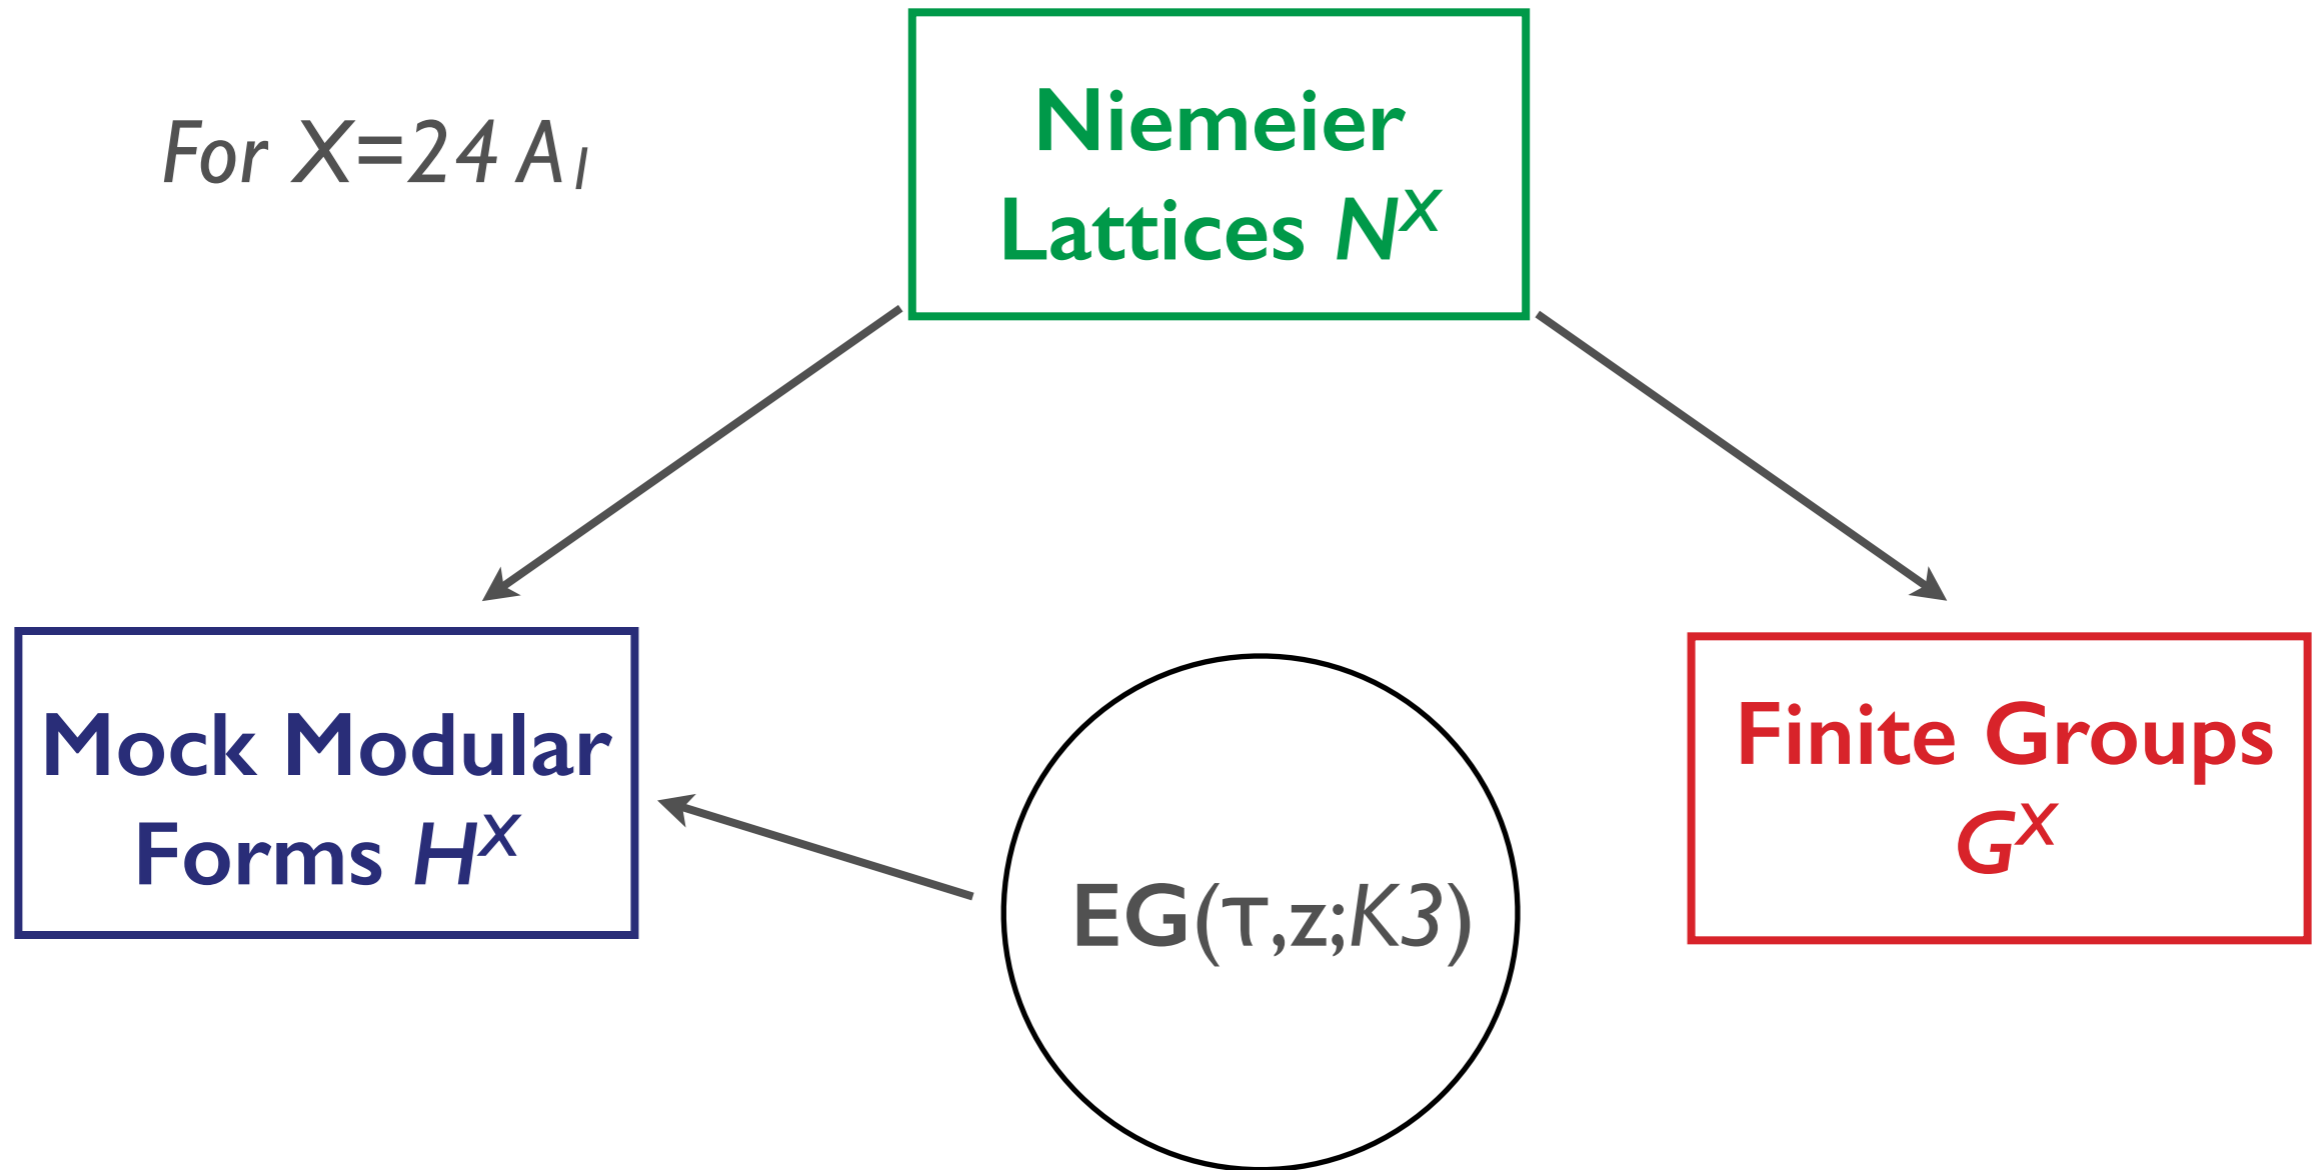 For X=24 A₁
Niemeier
Lattices Nˣ
Mock Modular
Forms Hˣ
EG(τ,z;K3)
Finite Groups
Gˣ